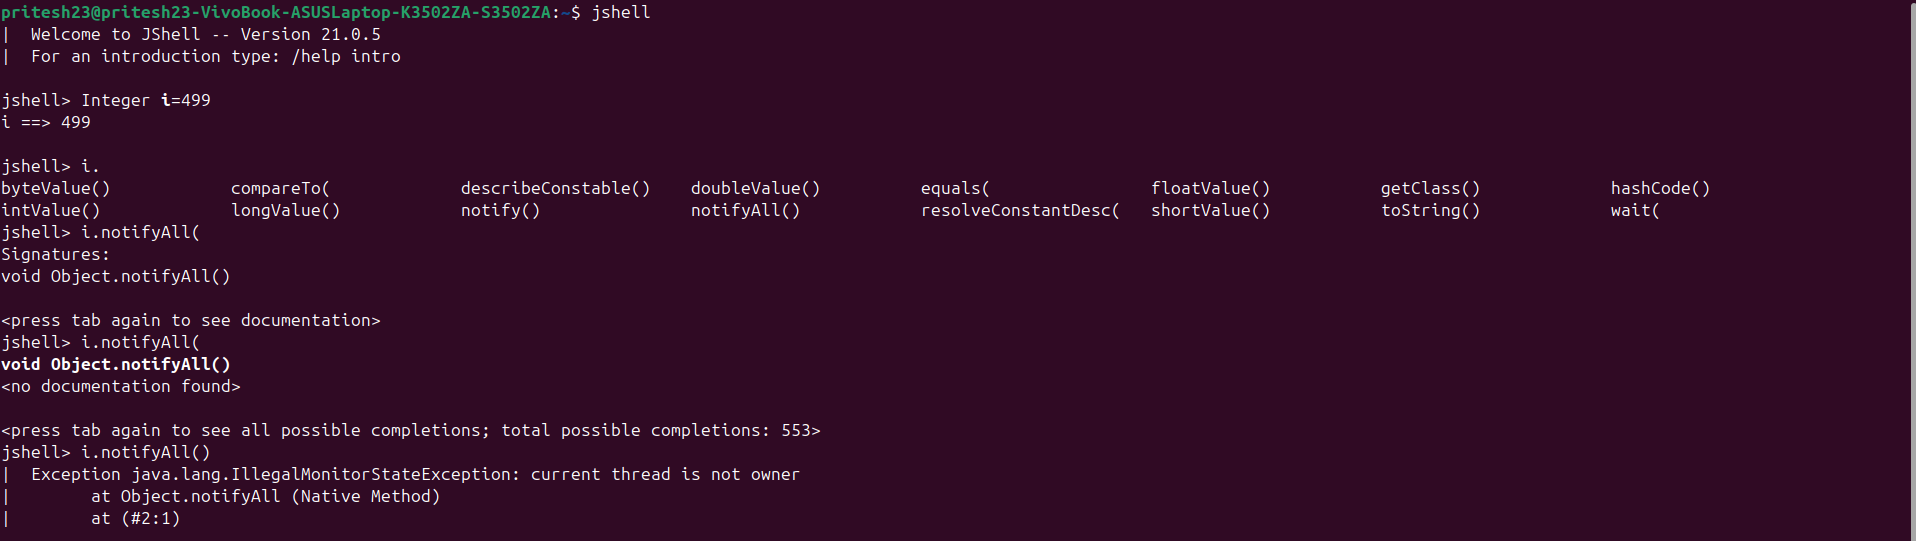 pritesh23@pritesh23-VivoBook-ASUSLaptop-K3502ZA-S3502ZA:~$ jshell
|  Welcome to JShell -- Version 21.0.5
|  For an introduction type: /help intro
jshell> Integer i=499
i ==> 499
jshell> i.
byteValue()            compareTo(             describeConstable()    doubleValue()          equals(                floatValue()           getClass()             hashCode()
intValue()             longValue()            notify()               notifyAll()            resolveConstantDesc(   shortValue()           toString()             wait(
jshell> i.notifyAll(
Signatures:
void Object.notifyAll()
<press tab again to see documentation>
jshell> i.notifyAll(
void Object.notifyAll()
<no documentation found>
<press tab again to see all possible completions; total possible completions: 553>
jshell> i.notifyAll()
|  Exception java.lang.IllegalMonitorStateException: current thread is not owner
|        at Object.notifyAll (Native Method)
|        at (#2:1)